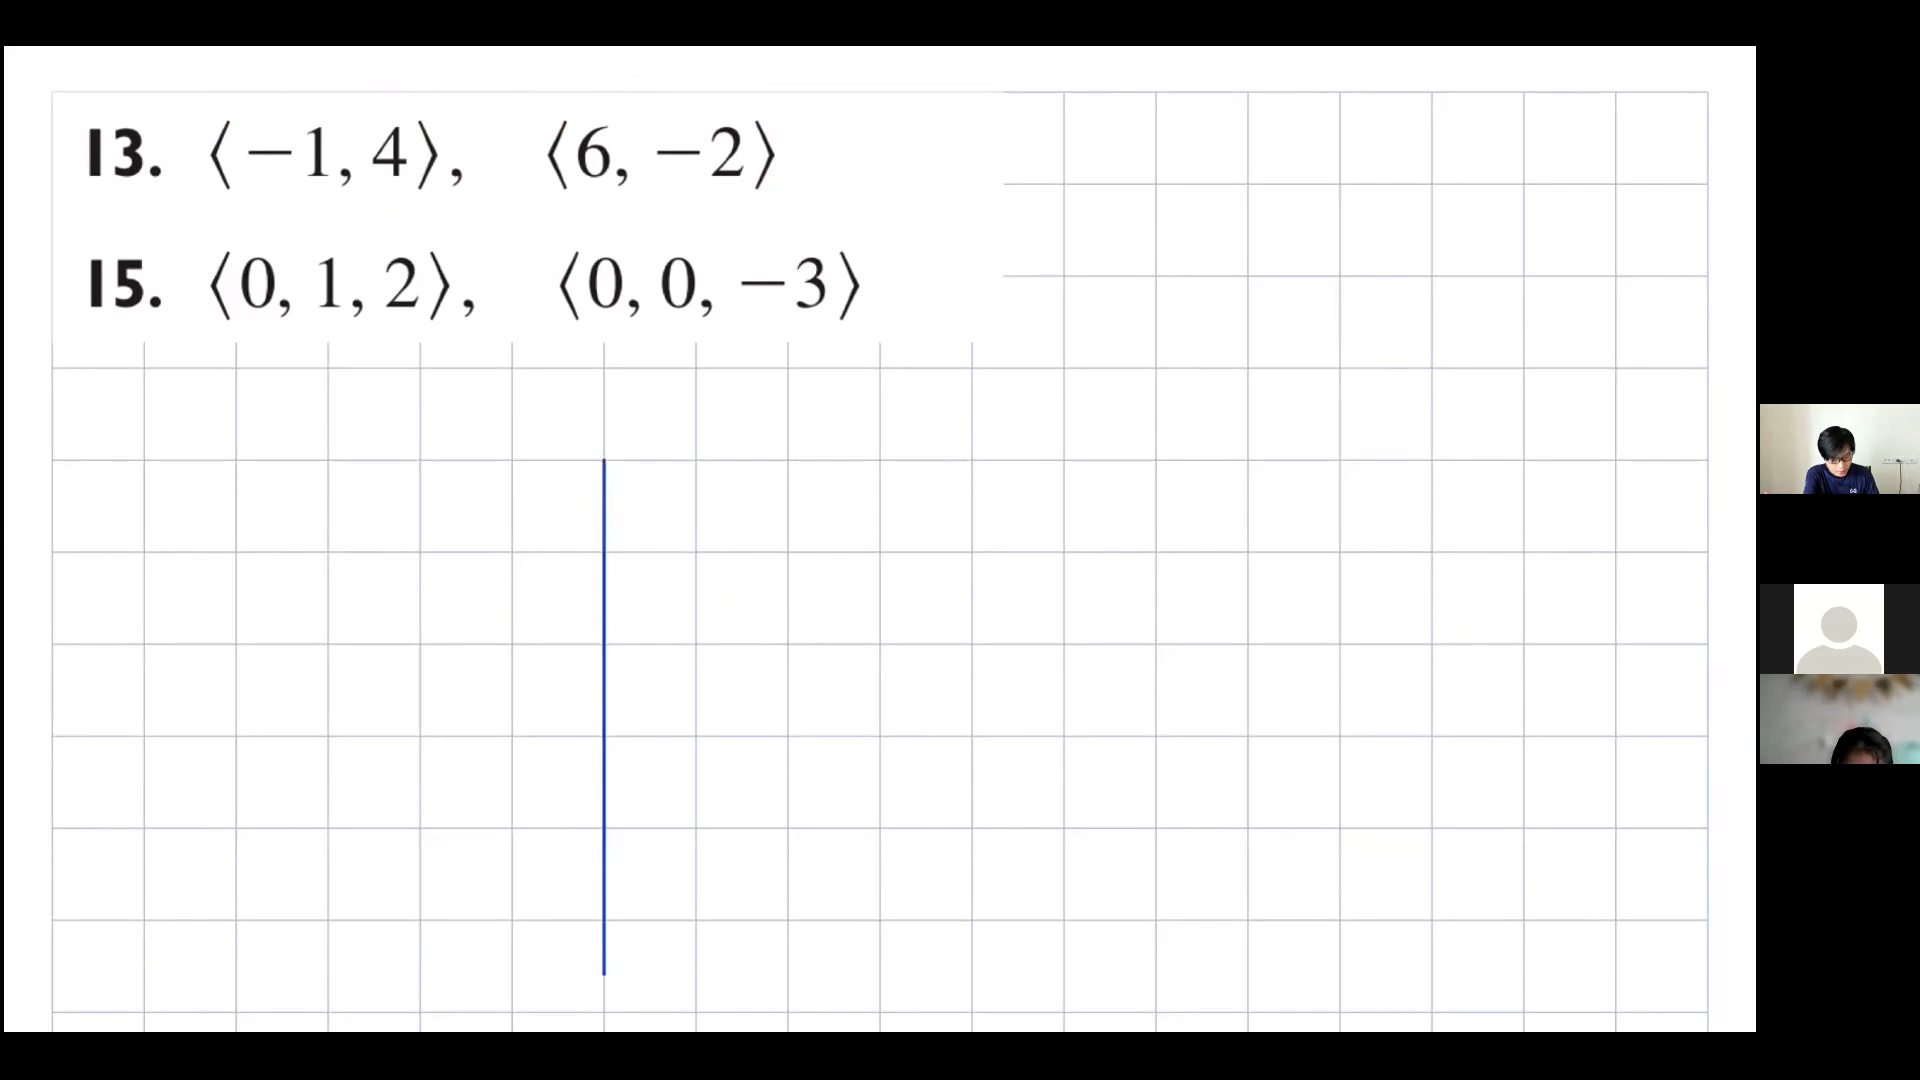 13. ⟨−1, 4⟩, ⟨6, −2⟩
15. ⟨0, 1, 2⟩, ⟨0, 0, −3⟩